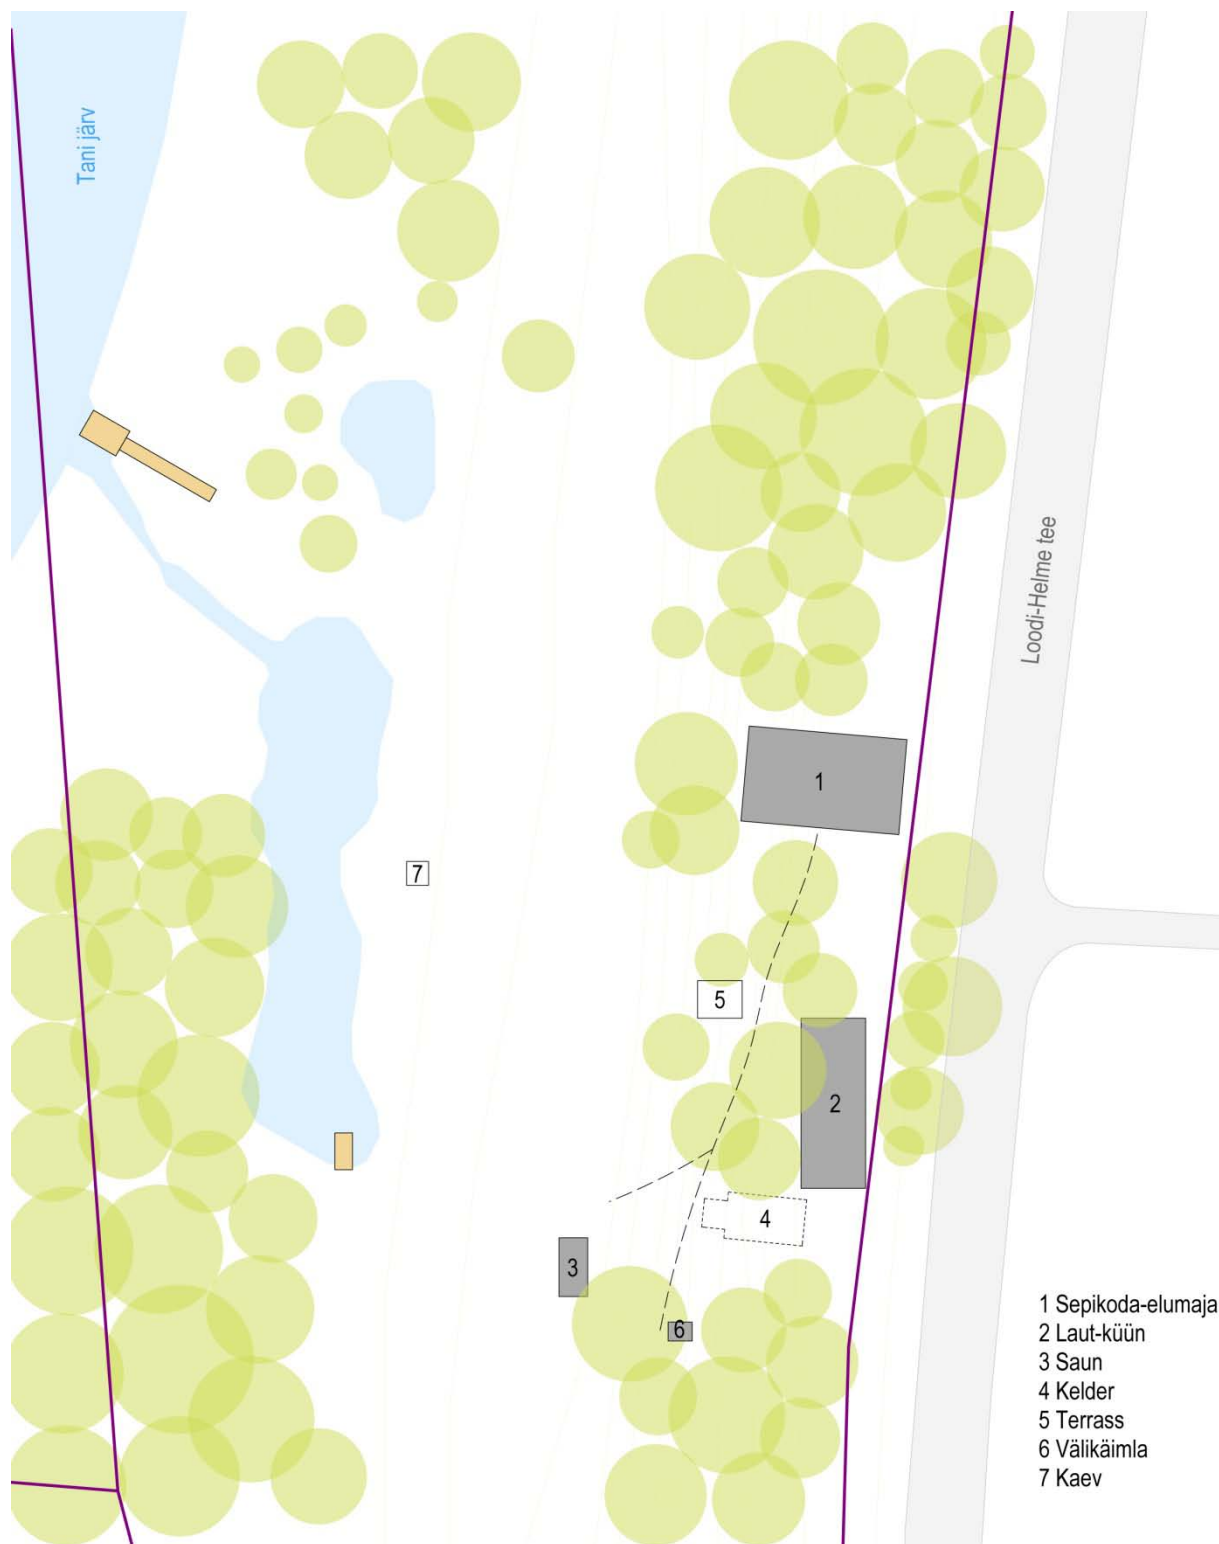 Tani järv
Loodi-Helme tee
1
7
5
2
4
3
6
1 Sepikoda-elumaja
2 Laut-küün
3 Saun
4 Kelder
5 Terrass
6 Välikäimla
7 Kaev